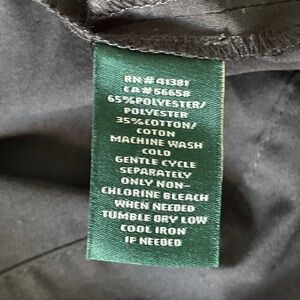 RN# 41381
CA#56658
65%POLYESTER/
POLYESTER
35%COTTON/
COTON
MACHINE WASH
COLD
GENTLE CYCLE
SEPARATELY
ONLY NON-
CHLORINE BLEACH
WHEN NEEDED
TUMBLE DRY LOW
COOL IRON
IF NEEDED